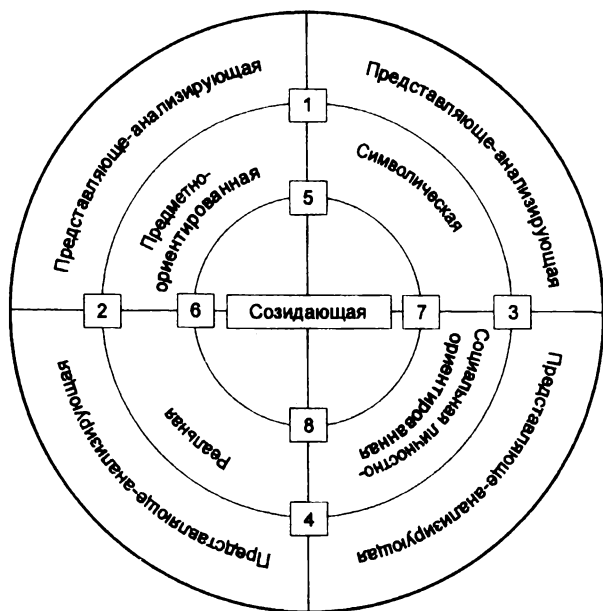 Представляюще-анализирующая
Представляюще-анализирующая
1
Предметно-
ориентированная
Символическая
5
2
6
Созидающая
7
3
Реальная
Социальная личностно-
ориентированная
8
4
Представляюще-анализирующая
Представляюще-анализирующая